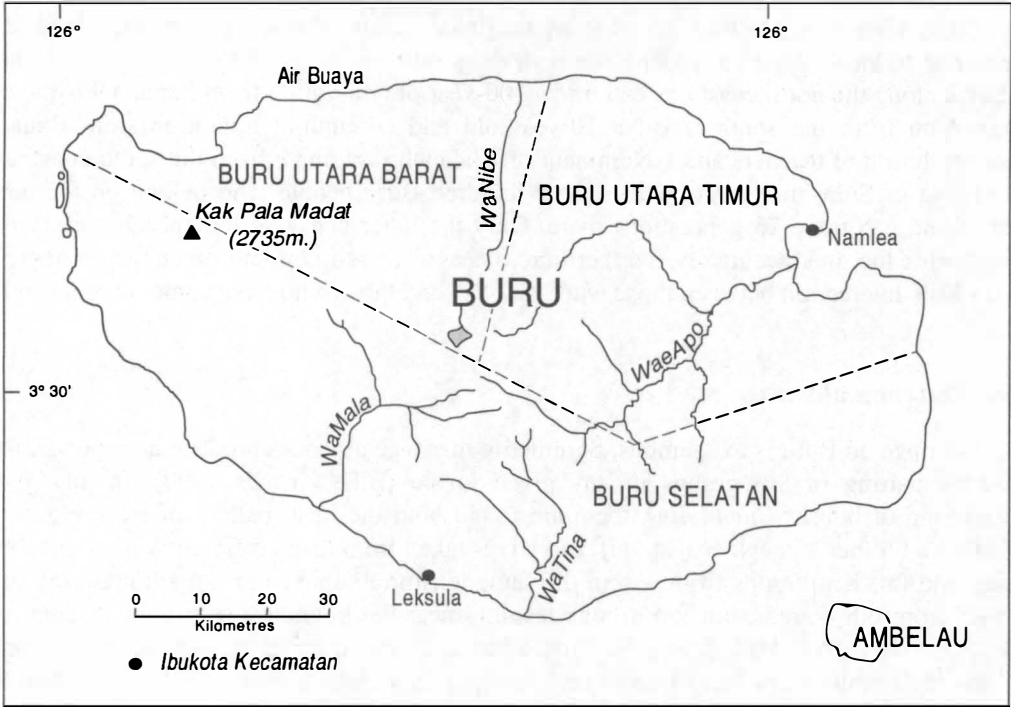 126°
126°
Air Buaya
BURU UTARA BARAT
WaNibe
BURU UTARA TIMUR
Kak Pala Madat
(2735m.)
Namlea
BURU
WaeApo
3° 30'
WaMala
BURU SELATAN
WaTina
Leksula
0 10 20 30
Kilometres
AMBELAU
Ibukota Kecamatan